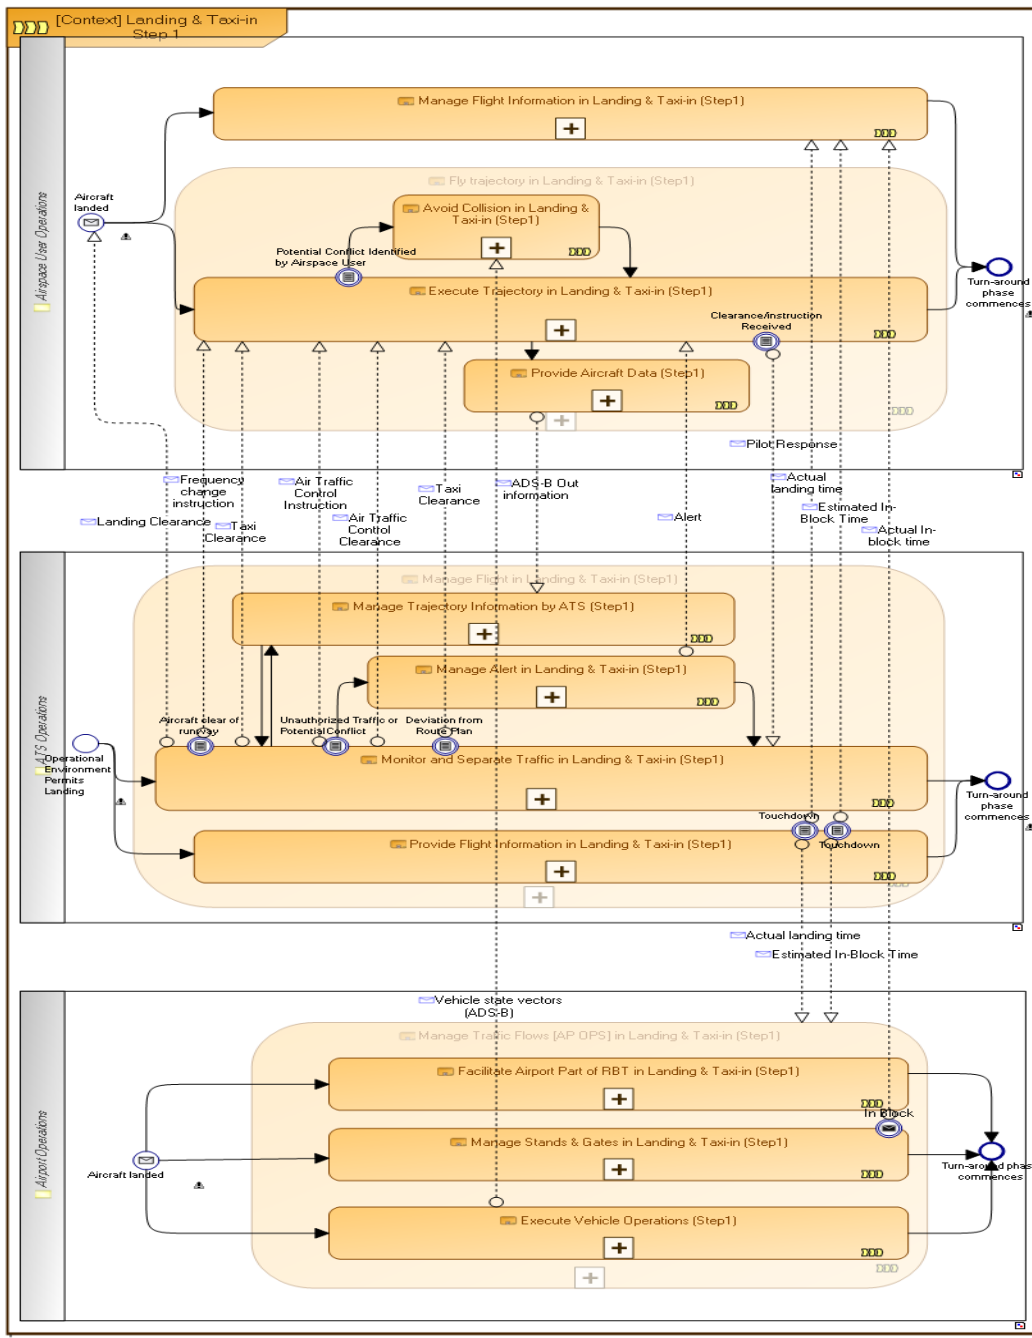 [Context] Landing & Taxi-in
Step 1
Airspace User Operations
Manage Flight Information in Landing & Taxi-in (Step1)
Fly trajectory in Landing & Taxi-in (Step1)
Aircraft
landed
Avoid Collision in Landing &
Taxi-in (Step1)
Potential Conflict Identified
by Airspace User
Execute Trajectory in Landing & Taxi-in (Step1)
Turn-around
phase
commences
Clearance/instruction
Received
Provide Aircraft Data (Step1)
Pilot Response
Frequency
change
instruction
Air Traffic
Control
Instruction
Taxi
Clearance
ADS-B Out
information
Actual
landing time
Landing Clearance
Taxi
Clearance
Air Traffic
Control
Clearance
Alert
Estimated In-
Block Time
Actual In-
block time
ATS Operations
Manage Flight in Landing & Taxi-in (Step1)
Manage Trajectory Information by ATS (Step1)
Manage Alert in Landing & Taxi-in (Step1)
Aircraft clear of
runway
Unauthorized Traffic or
Potential Conflict
Deviation from
Route Plan
Operational
Environment
Permits
Landing
Monitor and Separate Traffic in Landing & Taxi-in (Step1)
Turn-around
phase
commences
Touchdown
Touchdown
Provide Flight Information in Landing & Taxi-in (Step1)
Actual landing time
Estimated In-Block Time
Vehicle state vectors
(ADS-B)
Airport Operations
Manage Traffic Flows [AP OPS] in Landing & Taxi-in (Step1)
Facilitate Airport Part of RBT in Landing & Taxi-in (Step1)
In Block
Manage Stands & Gates in Landing & Taxi-in (Step1)
Aircraft landed
Turn-around phase
commences
Execute Vehicle Operations (Step1)